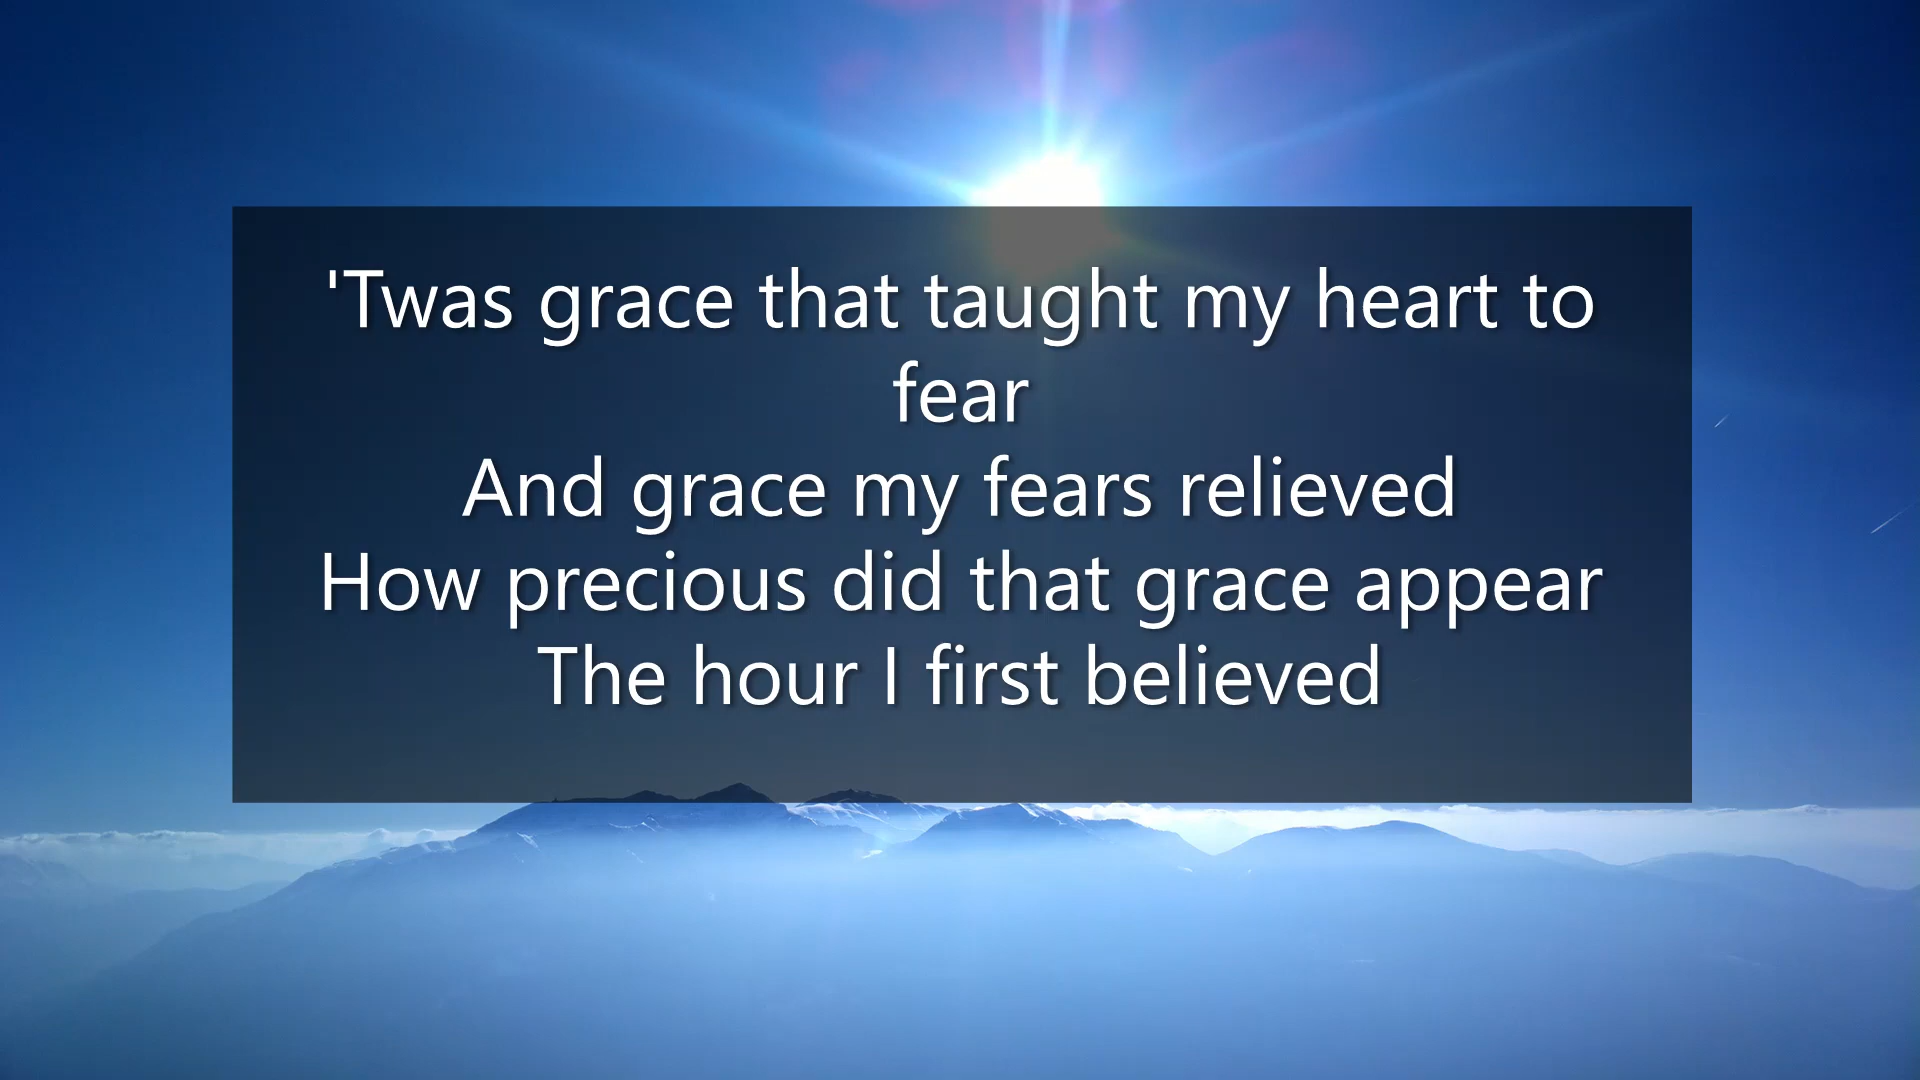 'Twas grace that taught my heart to
fear
And grace my fears relieved
How precious did that grace appear
The hour I first believed